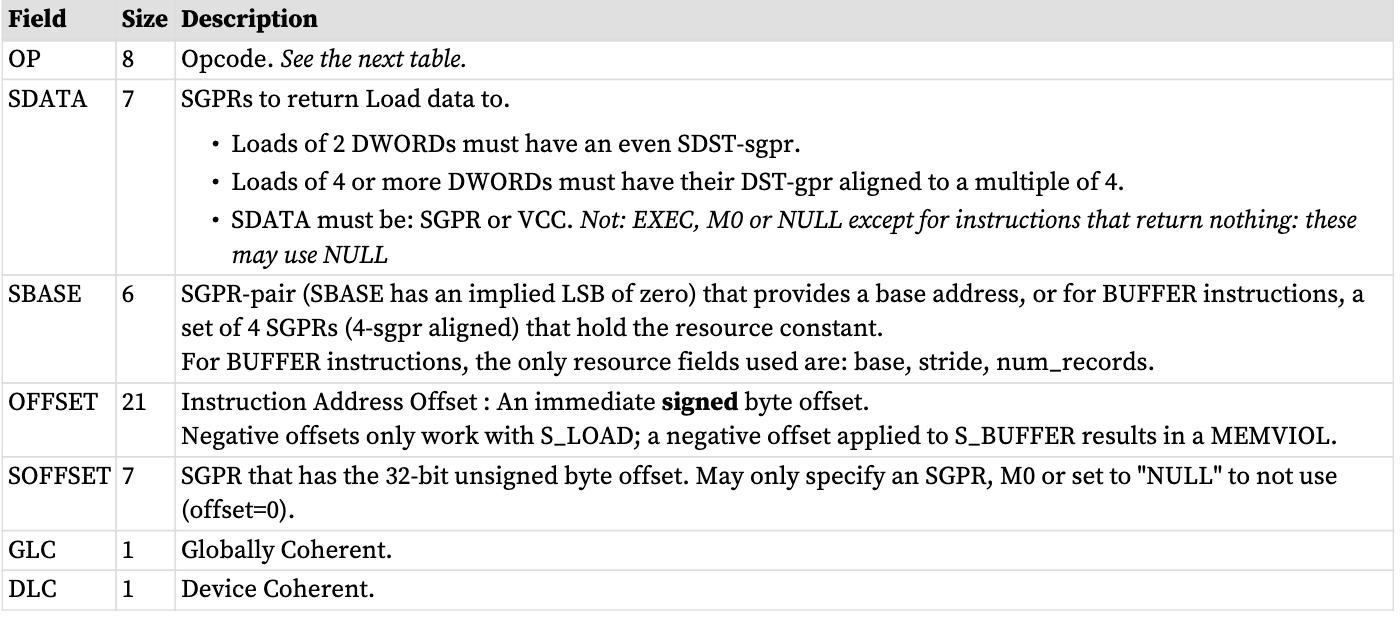 Field Size Description
OP 8 Opcode. See the next table.
SDATA 7 SGPRs to return Load data to.
• Loads of 2 DWORDs must have an even SDST-sgpr.
• Loads of 4 or more DWORDs must have their DST-gpr aligned to a multiple of 4.
• SDATA must be: SGPR or VCC. Not: EXEC, M0 or NULL except for instructions that return nothing: these
may use NULL
SBASE 6 SGPR-pair (SBASE has an implied LSB of zero) that provides a base address, or for BUFFER instructions, a
set of 4 SGPRs (4-sgpr aligned) that hold the resource constant.
For BUFFER instructions, the only resource fields used are: base, stride, num_records.
OFFSET 21 Instruction Address Offset : An immediate signed byte offset.
Negative offsets only work with S_LOAD; a negative offset applied to S_BUFFER results in a MEMVIOL.
SOFFSET 7 SGPR that has the 32-bit unsigned byte offset. May only specify an SGPR, M0 or set to "NULL" to not use
(offset=0).
GLC 1 Globally Coherent.
DLC 1 Device Coherent.